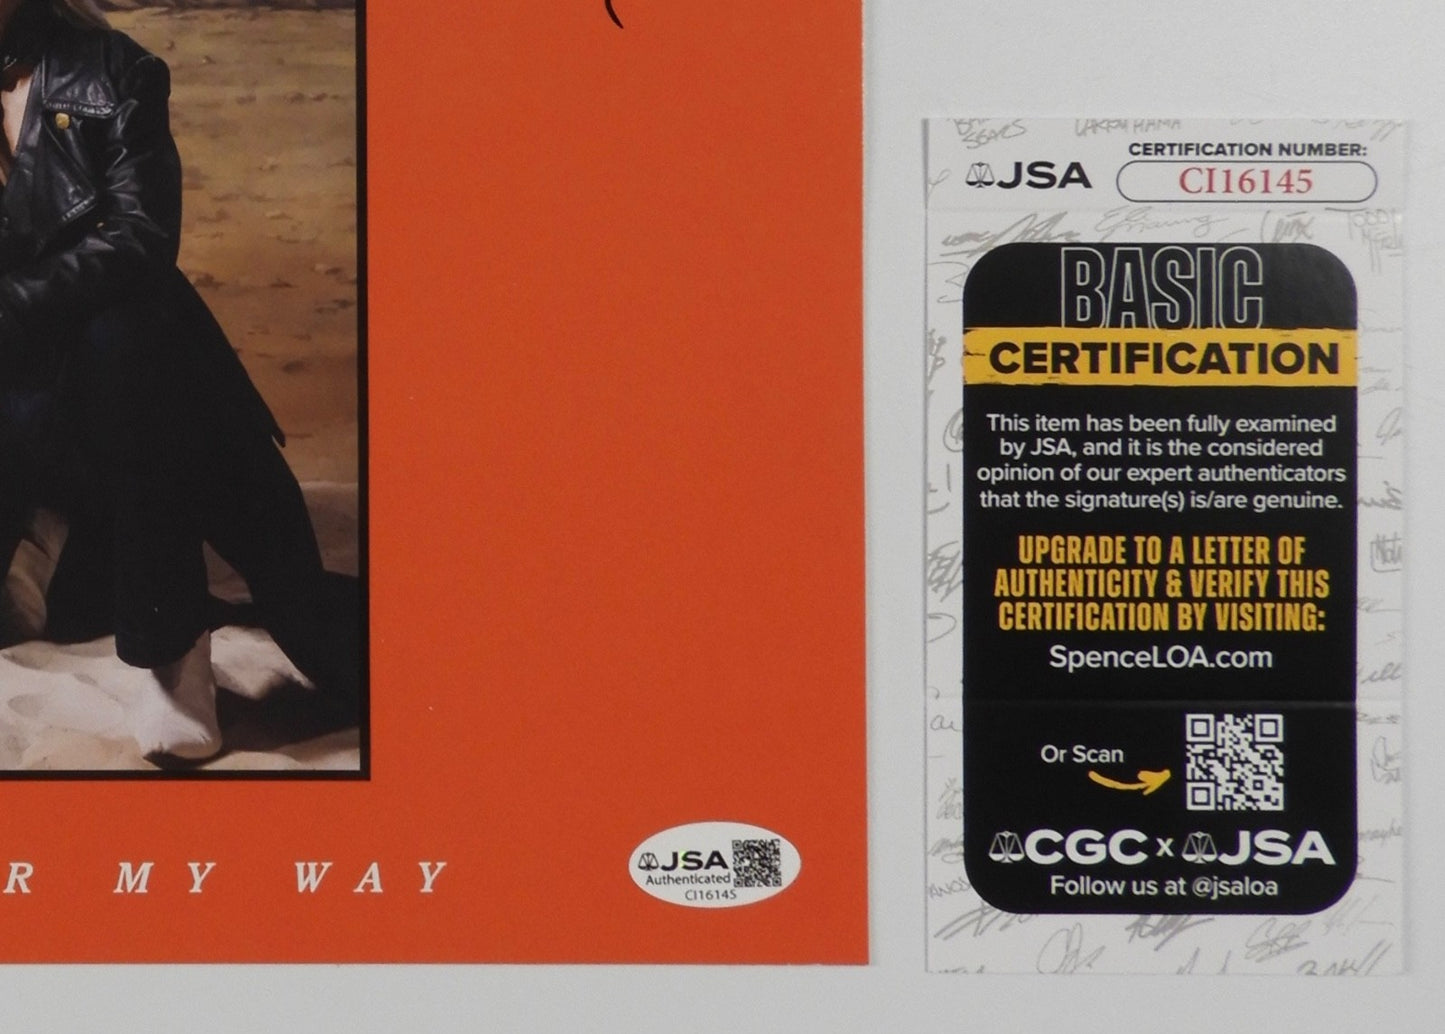 R MY WAY
JSA
Authenticated
CI16145
JSA
CERTIFICATION NUMBER:
CI16145
BASIC
CERTIFICATION
This item has been fully examined
by JSA, and it is the considered
opinion of our expert authenticators
that the signature(s) is/are genuine.
UPGRADE TO A LETTER OF
AUTHENTICITY & VERIFY THIS
CERTIFICATION BY VISITING:
SpenceLOA.com
Or Scan
CGC x JSA
Follow us at @jsaloa